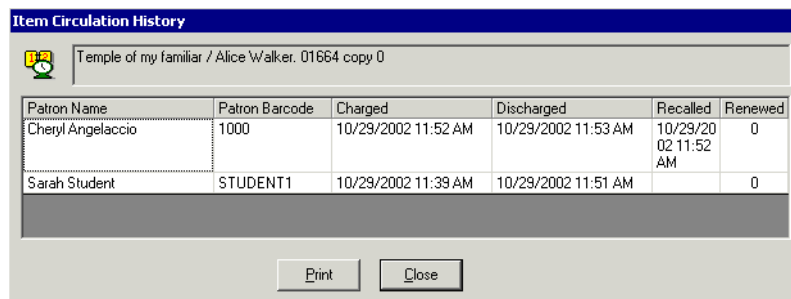 Item Circulation History
Temple of my familiar / Alice Walker. 01664 copy 0
Patron Name Patron Barcode Charged Discharged Recalled Renewed
Cheryl Angelaccio 1000 10/29/2002 11:52 AM 10/29/2002 11:53 AM 10/29/20 0
02 11:52
AM
Sarah Student STUDENT1 10/29/2002 11:39 AM 10/29/2002 11:51 AM 0
Print Close